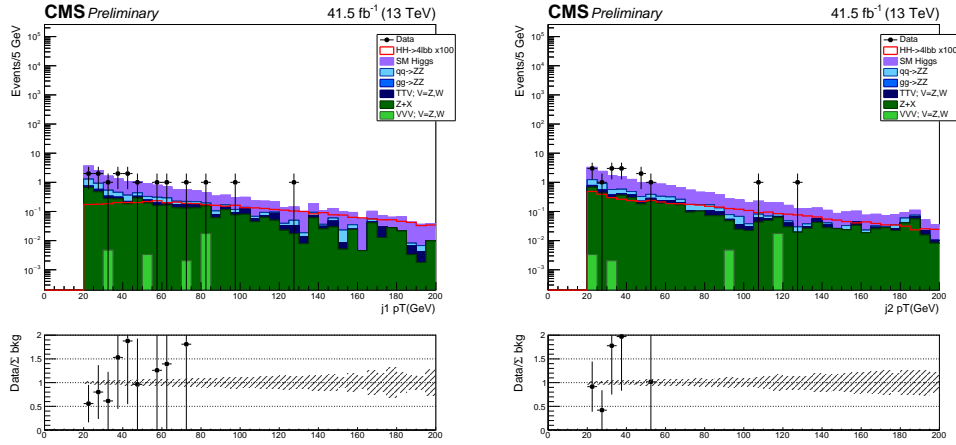 CMS Preliminary 41.5 fb⁻¹ (13 TeV)
Events/5 GeV
10⁵
10⁴
10³
10²
10
1
10⁻¹
10⁻²
10⁻³
Data
HH->4lbb x100
SM Higgs
qq->ZZ
gg->ZZ
TTV; V=Z,W
Z+X
VVV; V=Z,W
0 20 40 60 80 100 120 140 160 180 200
j1 pT(GeV)
Data/Σ bkg
2
1.5
1
0.5
0
0 20 40 60 80 100 120 140 160 180 200
CMS Preliminary 41.5 fb⁻¹ (13 TeV)
Events/5 GeV
10⁵
10⁴
10³
10²
10
1
10⁻¹
10⁻²
10⁻³
Data
HH->4lbb x100
SM Higgs
qq->ZZ
gg->ZZ
TTV; V=Z,W
Z+X
VVV; V=Z,W
0 20 40 60 80 100 120 140 160 180 200
j2 pT(GeV)
Data/Σ bkg
2
1.5
1
0.5
0
0 20 40 60 80 100 120 140 160 180 200